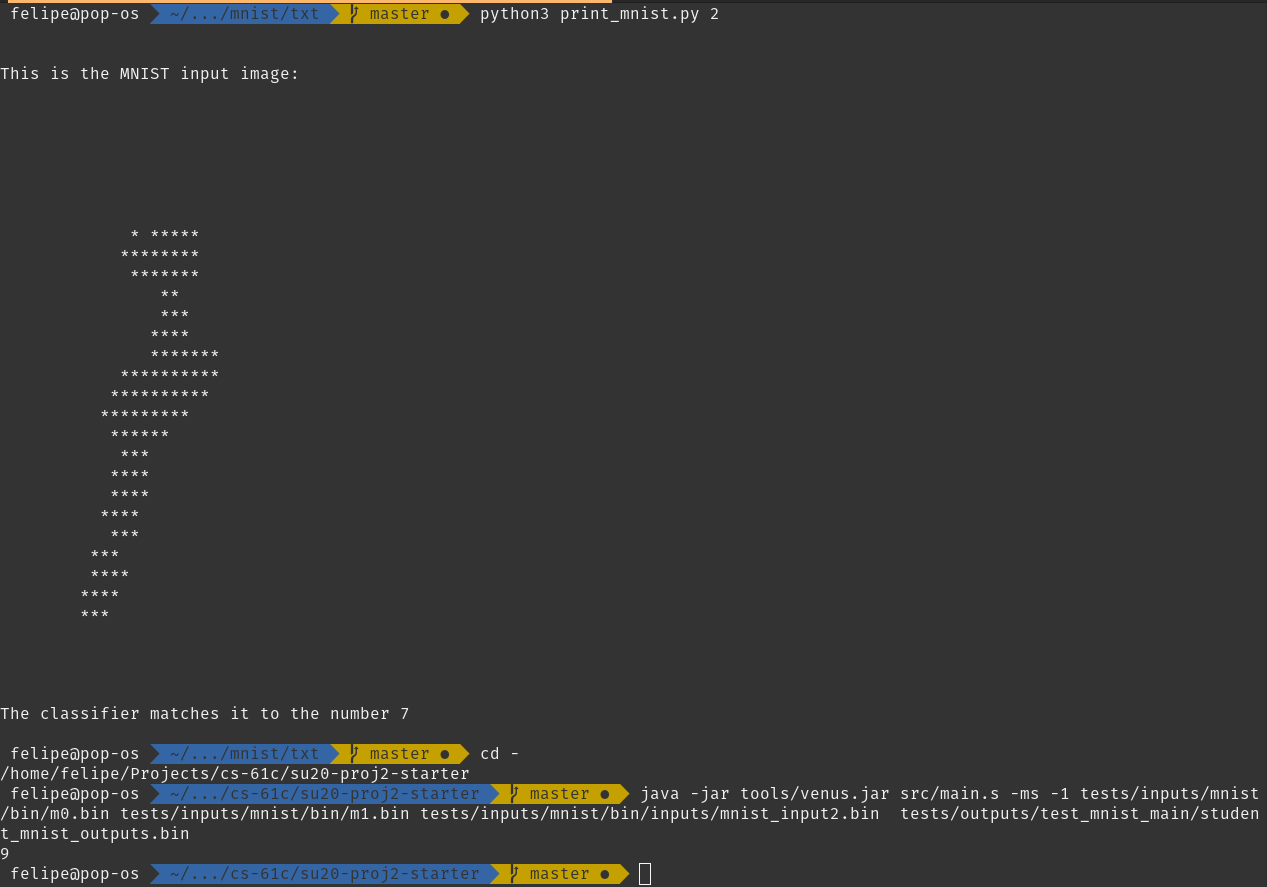 felipe@pop-os ~/.../mnist/txt master ● python3 print_mnist.py 2
This is the MNIST input image:
             * *****
            ********
             *******
                **
                ***
               ****
               *******
            **********
           **********
          *********
           ******
            ***
           ****
           ****
          ****
           ***
         ***
         ****
        ****
        ***
The classifier matches it to the number 7
felipe@pop-os ~/.../mnist/txt master ● cd -
/home/felipe/Projects/cs-61c/su20-proj2-starter
felipe@pop-os ~/.../cs-61c/su20-proj2-starter master ● java -jar tools/venus.jar src/main.s -ms -1 tests/inputs/mnist
/bin/m0.bin tests/inputs/mnist/bin/m1.bin tests/inputs/mnist/bin/inputs/mnist_input2.bin  tests/outputs/test_mnist_main/studen
t_mnist_outputs.bin
9
felipe@pop-os ~/.../cs-61c/su20-proj2-starter master ●